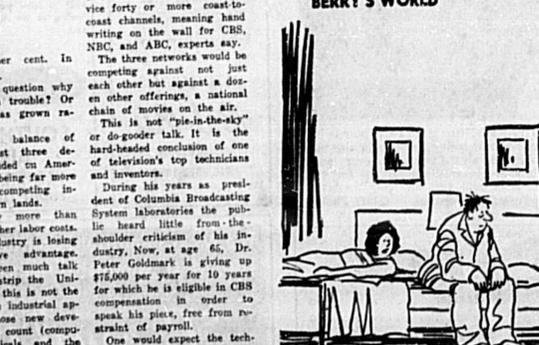 er cent. In
question why
trouble? Or
as grown ra-
balance of
st three de-
ded on Amer-
being far more
competing in-
n lands.
more than
her labor costs.
dustry is losing
ve advantage.
een much talk
strip the Uni-
this is not the
industrial ap-
ose new deve-
count (compu-
and the
vice forty or more coast-to-
coast channels, meaning hand
writing on the wall for CBS,
NBC, and ABC, experts say.
The three networks would be
competing against not just
each other but against a doz-
en other offerings, a national
chain of movies on the air.
This is not "pie-in-the-sky"
or do-gooder talk. It is the
hard-headed conclusion of one
of television's top technicians
and inventors.
During his years as presi-
dent of Columbia Broadcasting
System laboratories the pub-
lic heard little from-the-
shoulder criticism of his in-
dustry, Now, at age 65, Dr.
Peter Goldmark is giving up
$75,000 per year for 10 years
for which he is eligible in CBS
compensation in order to
speak his piece, free from re-
straint of payroll.
One would expect the tech-
BERRY'S WORLD